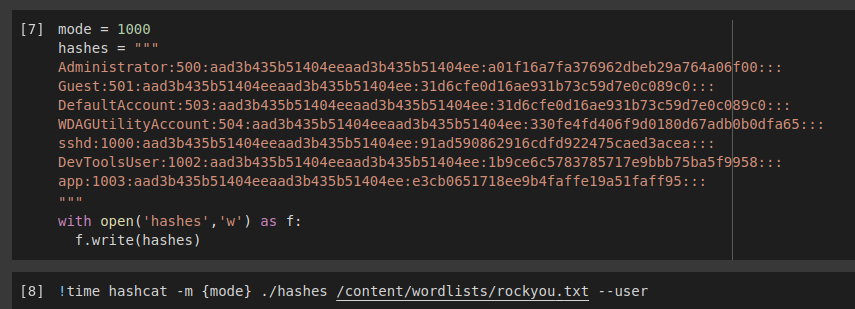 [7] mode = 1000
hashes = """
Administrator:500:aad3b435b51404eeaad3b435b51404ee:a01f16a7fa376962dbeb29a764a06f00:::
Guest:501:aad3b435b51404eeaad3b435b51404ee:31d6cfe0d16ae931b73c59d7e0c089c0:::
DefaultAccount:503:aad3b435b51404eeaad3b435b51404ee:31d6cfe0d16ae931b73c59d7e0c089c0:::
WDAGUtilityAccount:504:aad3b435b51404eeaad3b435b51404ee:330fe4fd406f9d0180d67adb0b0dfa65:::
sshd:1000:aad3b435b51404eeaad3b435b51404ee:91ad590862916cdfd922475caed3acea:::
DevToolsUser:1002:aad3b435b51404eeaad3b435b51404ee:1b9ce6c5783785717e9bbb75ba5f9958:::
app:1003:aad3b435b51404eeaad3b435b51404ee:e3cb0651718ee9b4faffe19a51faff95:::
"""
with open('hashes','w') as f:
  f.write(hashes)
[8] !time hashcat -m {mode} ./hashes /content/wordlists/rockyou.txt --user